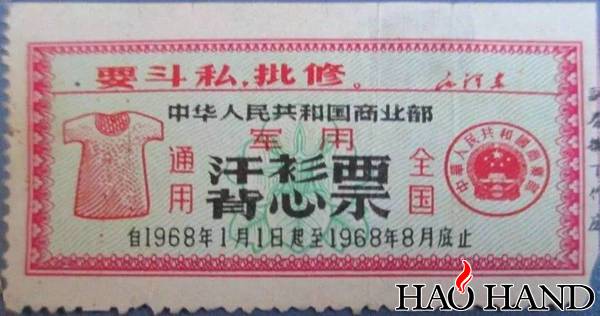 要斗私，批修。 毛泽东
中华人民共和国商业部
军用
通用
汗衫
背心
票
全国
中華人民共和國商業部
自1968年1月1日起至1968年8月底止
HAO HAND